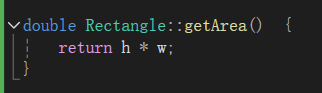 double Rectangle::getArea()  {
    return h * w;
}